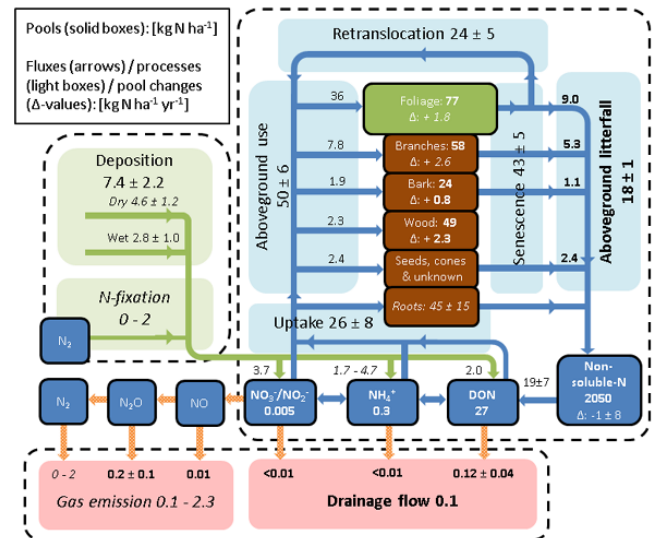 Pools (solid boxes): [kg N ha-1]
Fluxes (arrows) / processes
(light boxes) / pool changes
(Δ-values): [kg N ha-1 yr-1]
Retranslocation 24 ± 5
Aboveground use
50 ± 6
36
Foliage: 77
Δ: + 1.8
9.0
7.8
Branches: 58
Δ: + 2.6
5.3
1.9
Bark: 24
Δ: + 0.8
1.1
2.3
Wood: 49
Δ: + 2.3
2.4
Seeds, cones
& unknown
2.4
Roots: 45 ± 15
Senescence 43 ± 5
Aboveground litterfall
18 ± 1
Deposition
7.4 ± 2.2
Dry 4.6 ± 1.2
Wet 2.8 ± 1.0
N-fixation
0 - 2
N2
Uptake 26 ± 8
3.7
1.7 - 4.7
2.0
19±7
N2
N2O
NO
NO3-/NO2-
0.005
NH4+
0.3
DON
27
Non-
soluble-N
2050
Δ: -1 ± 8
0 - 2
0.2 ± 0.1
0.01
Gas emission 0.1 - 2.3
<0.01
<0.01
0.12 ± 0.04
Drainage flow 0.1